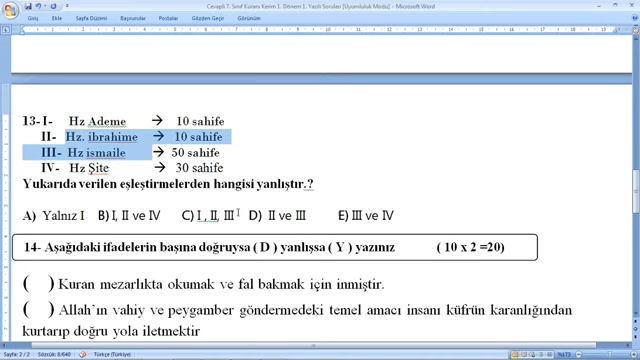 Cevaplı 7. Sınıf Kuranı Kerim 1. Dönem 1. Yazılı Soruları [Uyumluluk Modu] - Microsoft Word
Giriş Ekle Sayfa Düzeni Başvurular Postalar Gözden Geçir Görünüm
13- I- Hz Ademe → 10 sahife
II- Hz. ibrahime → 10 sahife
III- Hz ismaile → 50 sahife
IV- Hz Şite → 30 sahife
Yukarıda verilen eşleştirmelerden hangisi yanlıştır.?
A) Yalnız I B) I, II ve IV C) I , II, III D) II ve III E) III ve IV
14- Aşağıdaki ifadelerin başına doğruysa ( D ) yanlışsa ( Y ) yazınız ( 10 x 2 =20)
( ) Kuran mezarlıkta okumak ve fal bakmak için inmiştir.
( ) Allah`ın vahiy ve peygamber göndermedeki temel amacı insanı küfrün karanlığından
kurtarıp doğru yola iletmektir
Sayfa: 2 / 2 Sözcük: 8/640 Türkçe (Türkiye) %173